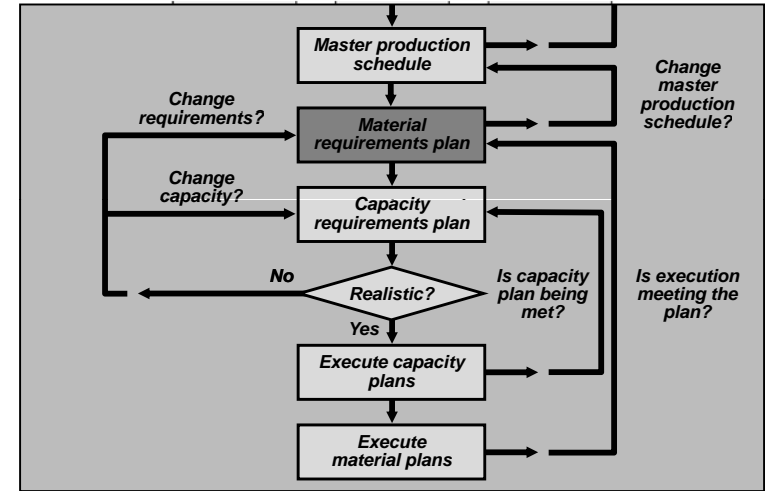 Master production
schedule
Change
master
production
schedule?
Change
requirements?
Material
requirements plan
Change
capacity?
Capacity
requirements plan
No
Realistic?
Is capacity
plan being
met?
Is execution
meeting the
plan?
Yes
Execute capacity
plans
Execute
material plans